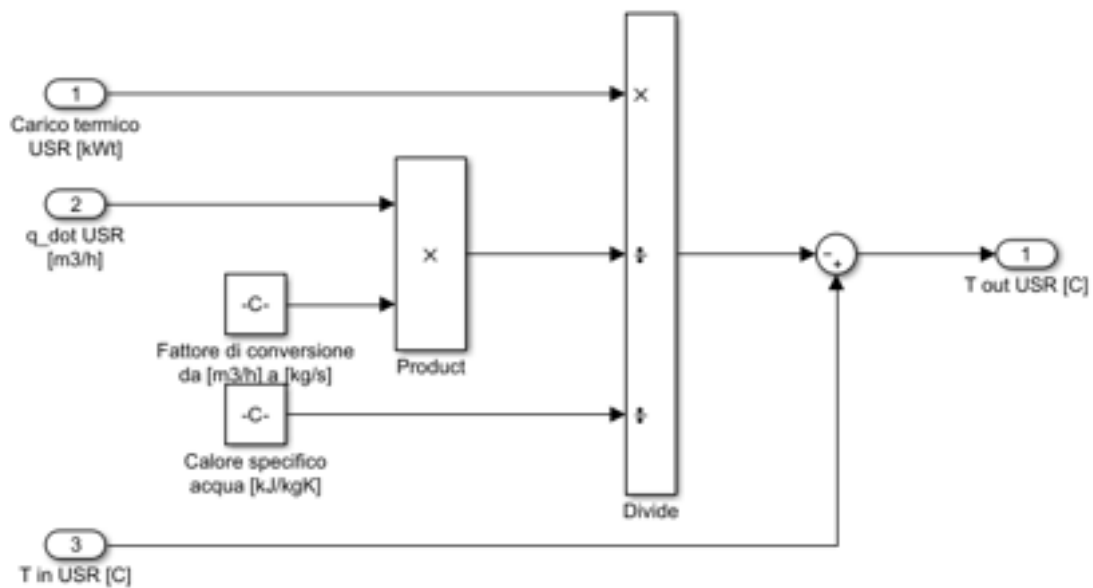 1
Carico termico
USR [kWt]
×
2
q_dot USR
[m3/h]
×
÷
-C-
Fattore di conversione
da [m3/h] a [kg/s]
Product
-C-
Calore specifico
acqua [kJ/kgK]
÷
Divide
-
+
1
T out USR [C]
3
T in USR [C]